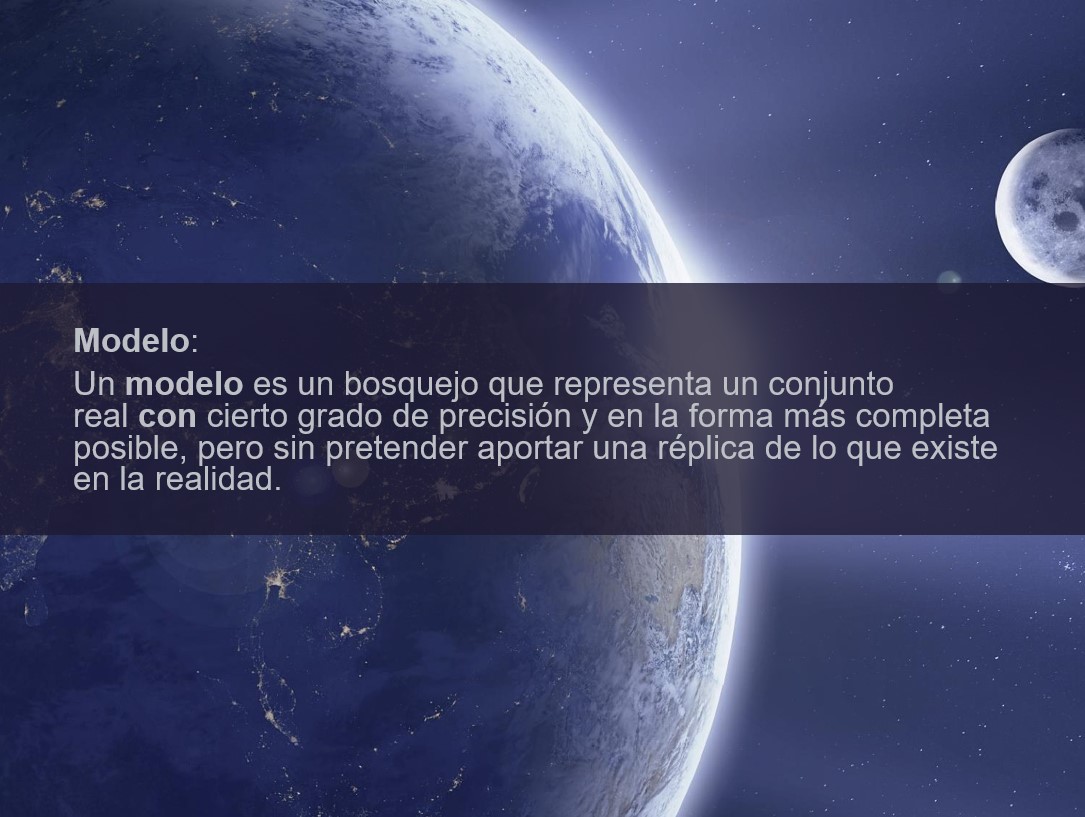 Modelo:
Un modelo es un bosquejo que representa un conjunto
real con cierto grado de precisión y en la forma más completa
posible, pero sin pretender aportar una réplica de lo que existe
en la realidad.